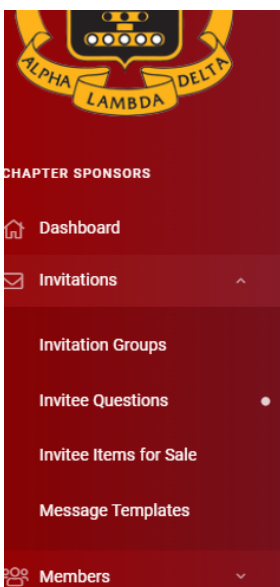 ALPHA
LAMBDA
DELTA
CHAPTER SPONSORS
Dashboard
Invitations
Invitation Groups
Invitee Questions
Invitee Items for Sale
Message Templates
Members